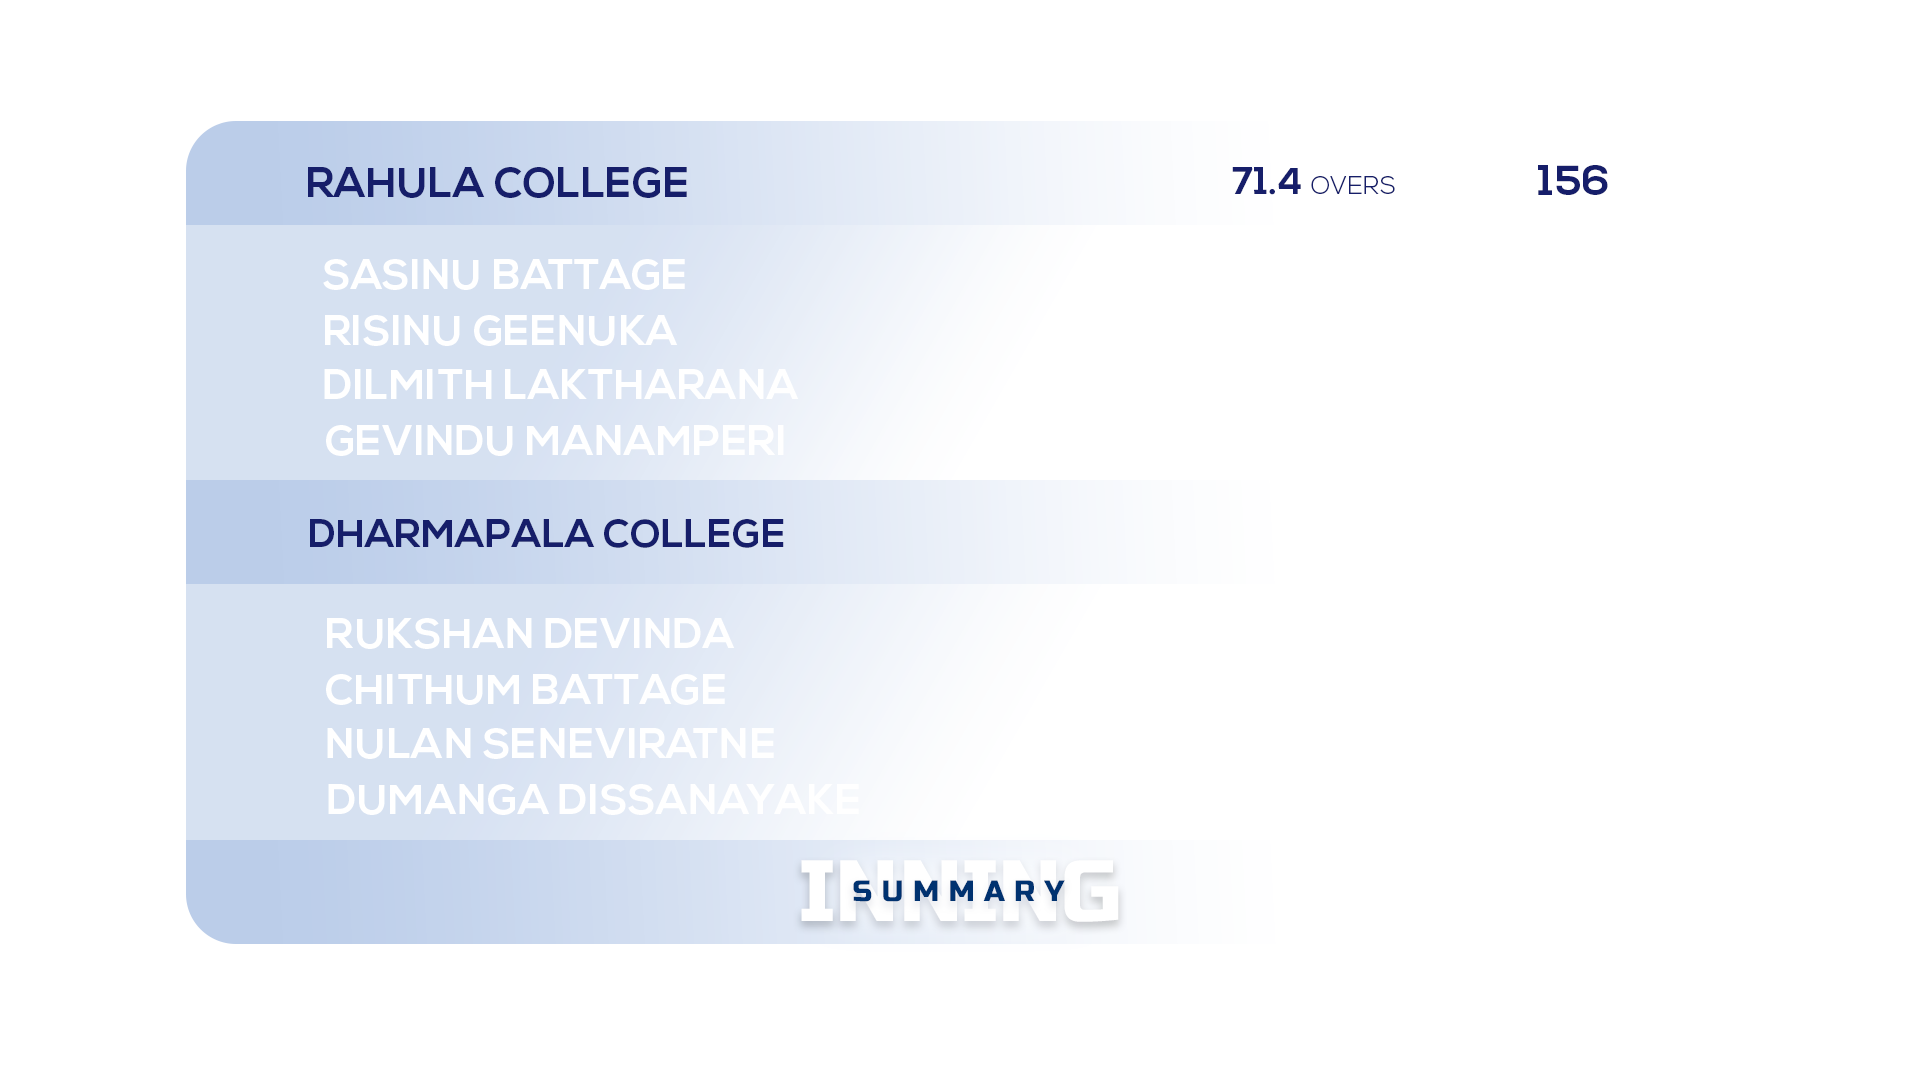 RAHULA COLLEGE 71.4 OVERS 156
SASINU BATTAGE
RISINU GEENUKA
DILMITH LAKTHARANA
GEVINDU MANAMPERI
DHARMAPALA COLLEGE
RUKSHAN DEVINDA
CHITHUM BATTAGE
NULAN SENEVIRATNE
DUMANGA DISSANAYAKE
INNING
SUMMARY